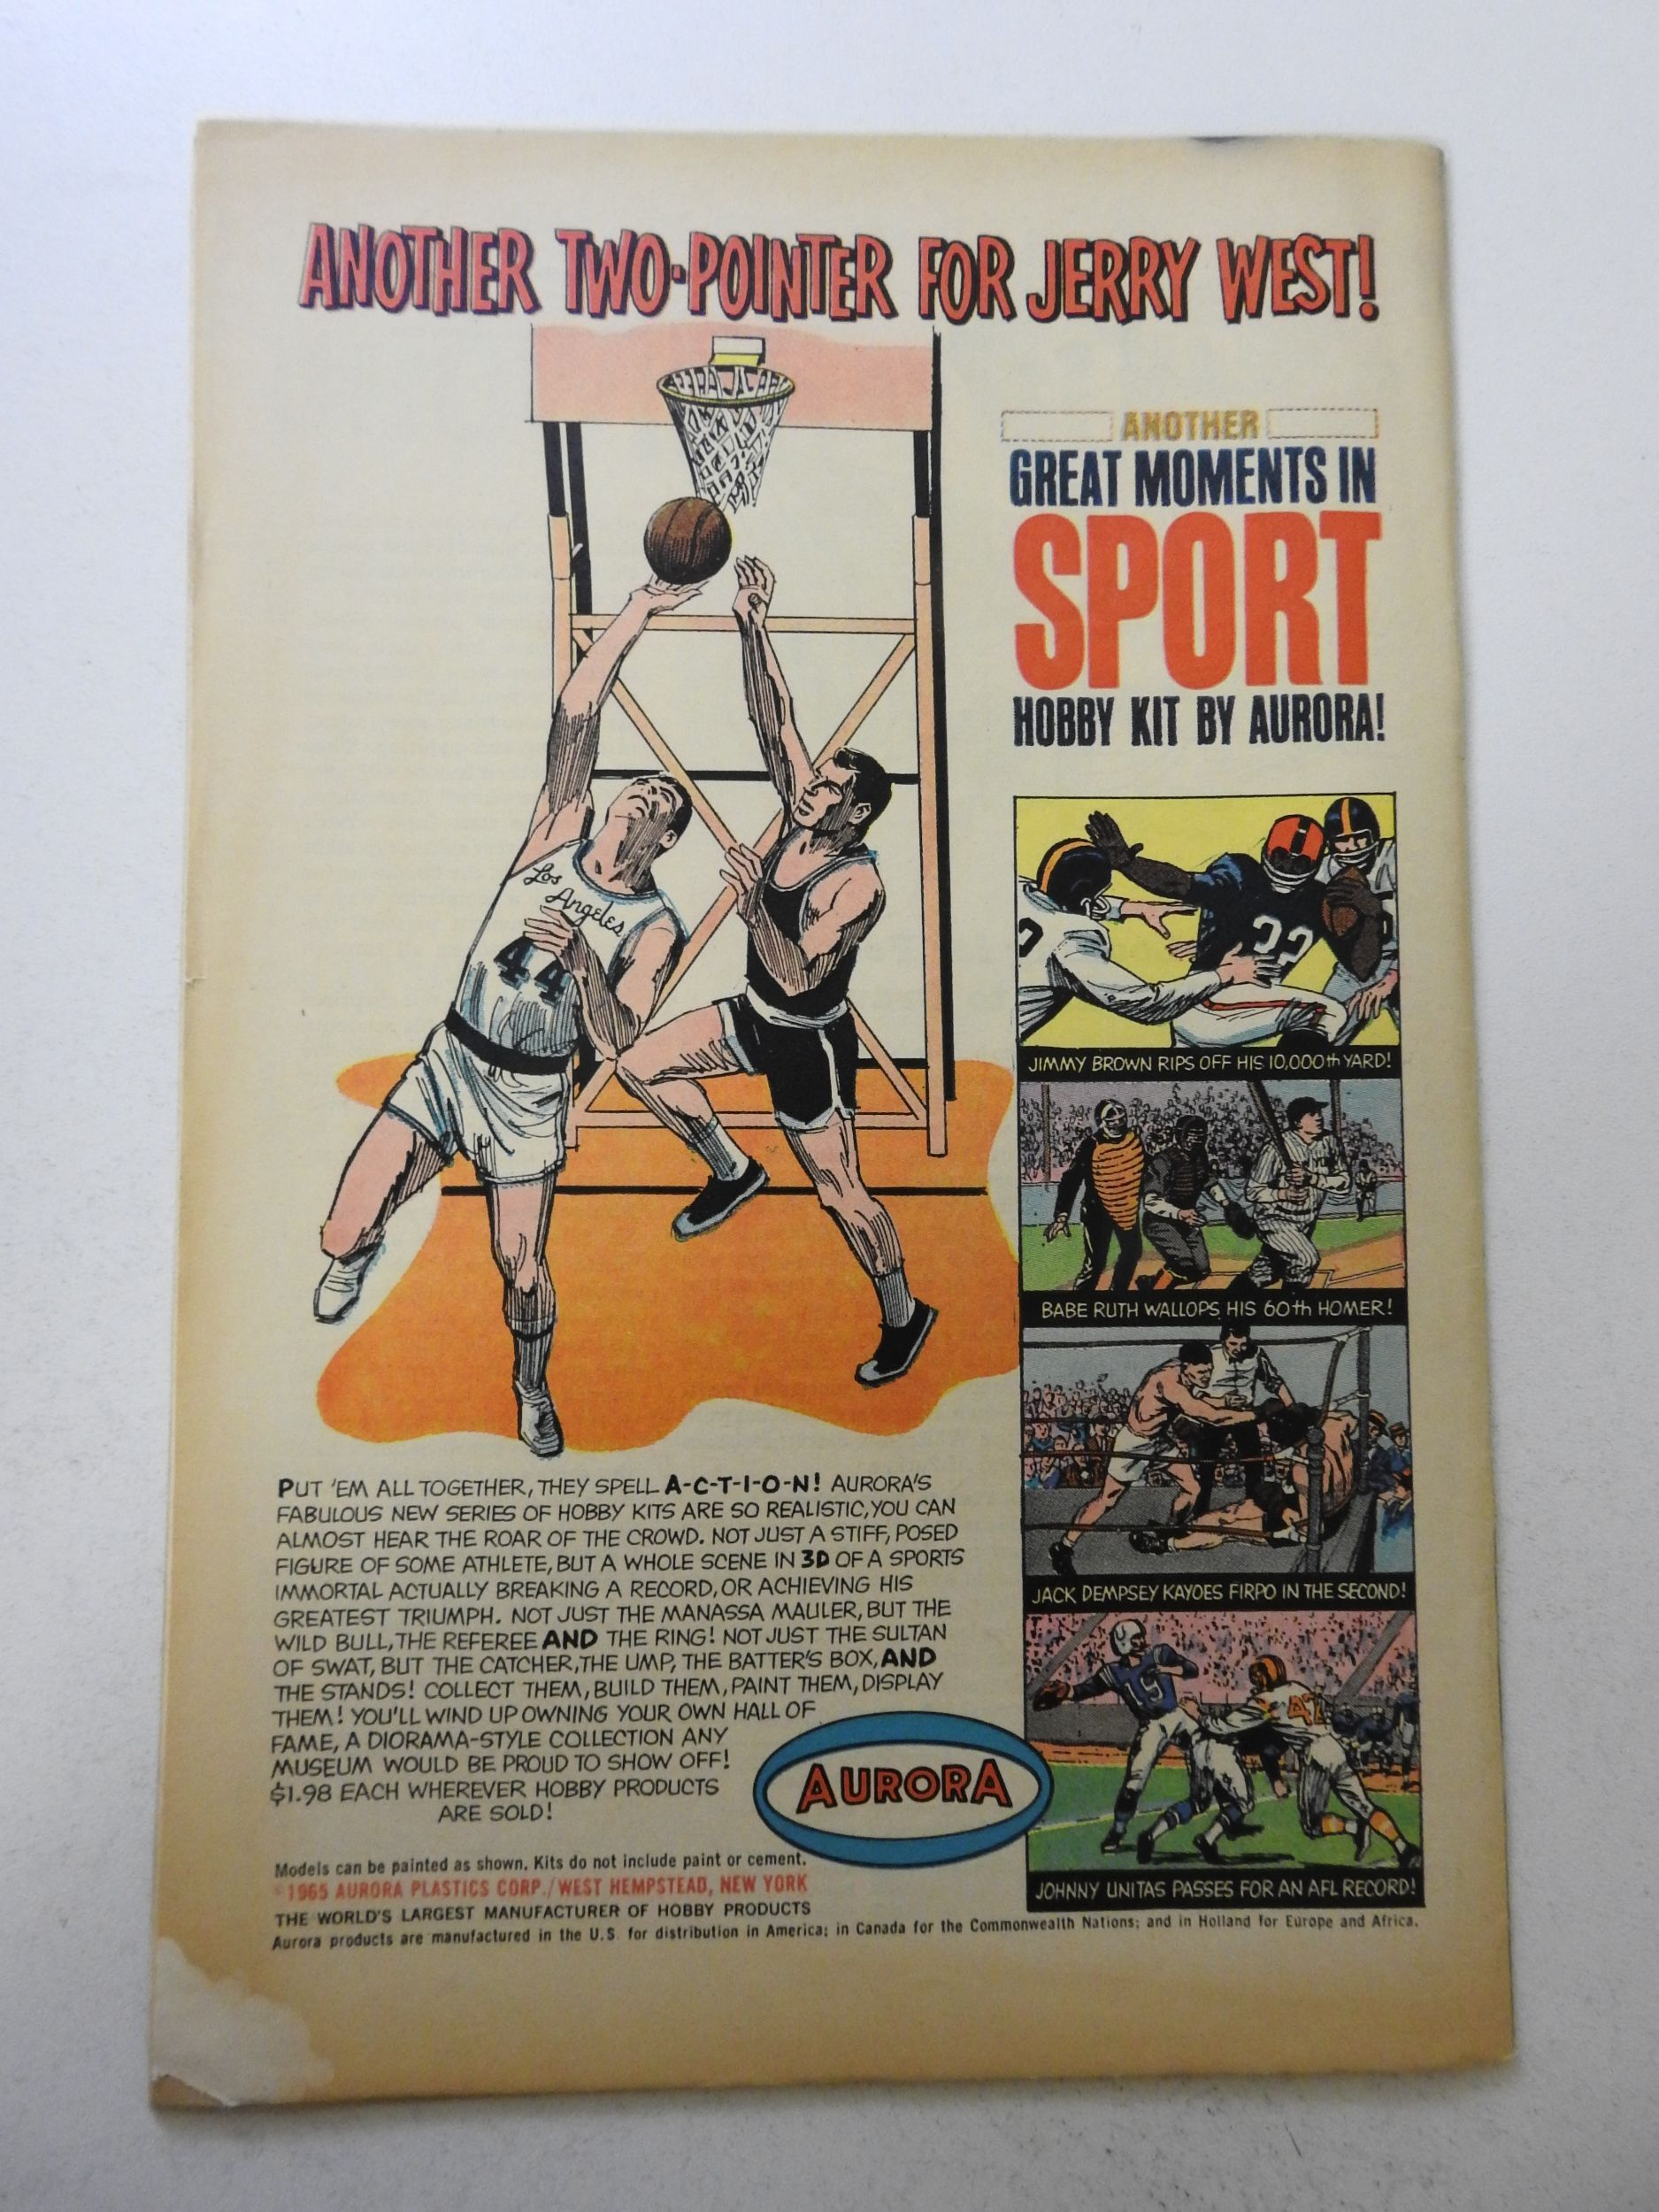 ANOTHER TWO-POINTER FOR JERRY WEST!
ANOTHER
GREAT MOMENTS IN
SPORT
HOBBY KIT BY AURORA!
Los
Angeles
44
32
JIMMY BROWN RIPS OFF HIS 10,000th YARD!
BABE RUTH WALLOPS HIS 60th HOMER!
JACK DEMPSEY KAYOES FIRPO IN THE SECOND!
19
47
JOHNNY UNITAS PASSES FOR AN AFL RECORD!
PUT 'EM ALL TOGETHER, THEY SPELL A-C-T-I-O-N! AURORA'S
FABULOUS NEW SERIES OF HOBBY KITS ARE SO REALISTIC, YOU CAN
ALMOST HEAR THE ROAR OF THE CROWD. NOT JUST A STIFF, POSED
FIGURE OF SOME ATHLETE, BUT A WHOLE SCENE IN 3D OF A SPORTS
IMMORTAL ACTUALLY BREAKING A RECORD, OR ACHIEVING HIS
GREATEST TRIUMPH. NOT JUST THE MANASSA MAULER, BUT THE
WILD BULL, THE REFEREE AND THE RING! NOT JUST THE SULTAN
OF SWAT, BUT THE CATCHER, THE UMP, THE BATTER'S BOX, AND
THE STANDS! COLLECT THEM, BUILD THEM, PAINT THEM, DISPLAY
THEM! YOU'LL WIND UP OWNING YOUR OWN HALL OF
FAME, A DIORAMA-STYLE COLLECTION ANY
MUSEUM WOULD BE PROUD TO SHOW OFF!
$1.98 EACH WHEREVER HOBBY PRODUCTS
ARE SOLD!
AURORA
Models can be painted as shown. Kits do not include paint or cement.
©1965 AURORA PLASTICS CORP./WEST HEMPSTEAD, NEW YORK
THE WORLD'S LARGEST MANUFACTURER OF HOBBY PRODUCTS
Aurora products are manufactured in the U.S. for distribution in America; in Canada for the Commonwealth Nations; and in Holland for Europe and Africa.